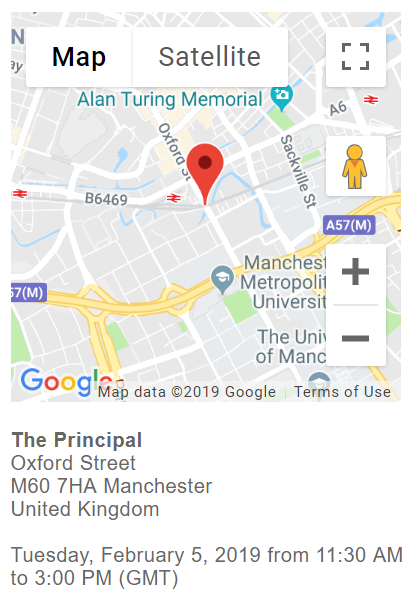 Map
Satellite
Alan Turing Memorial
A6
Oxford St
Sackville St
B6469
A57(M)
57(M)
Manchest
Metropolit
Universit
The Univ
of Manc
Google
Map data ©2019 Google
Terms of Use
The Principal
Oxford Street
M60 7HA Manchester
United Kingdom
Tuesday, February 5, 2019 from 11:30 AM
to 3:00 PM (GMT)